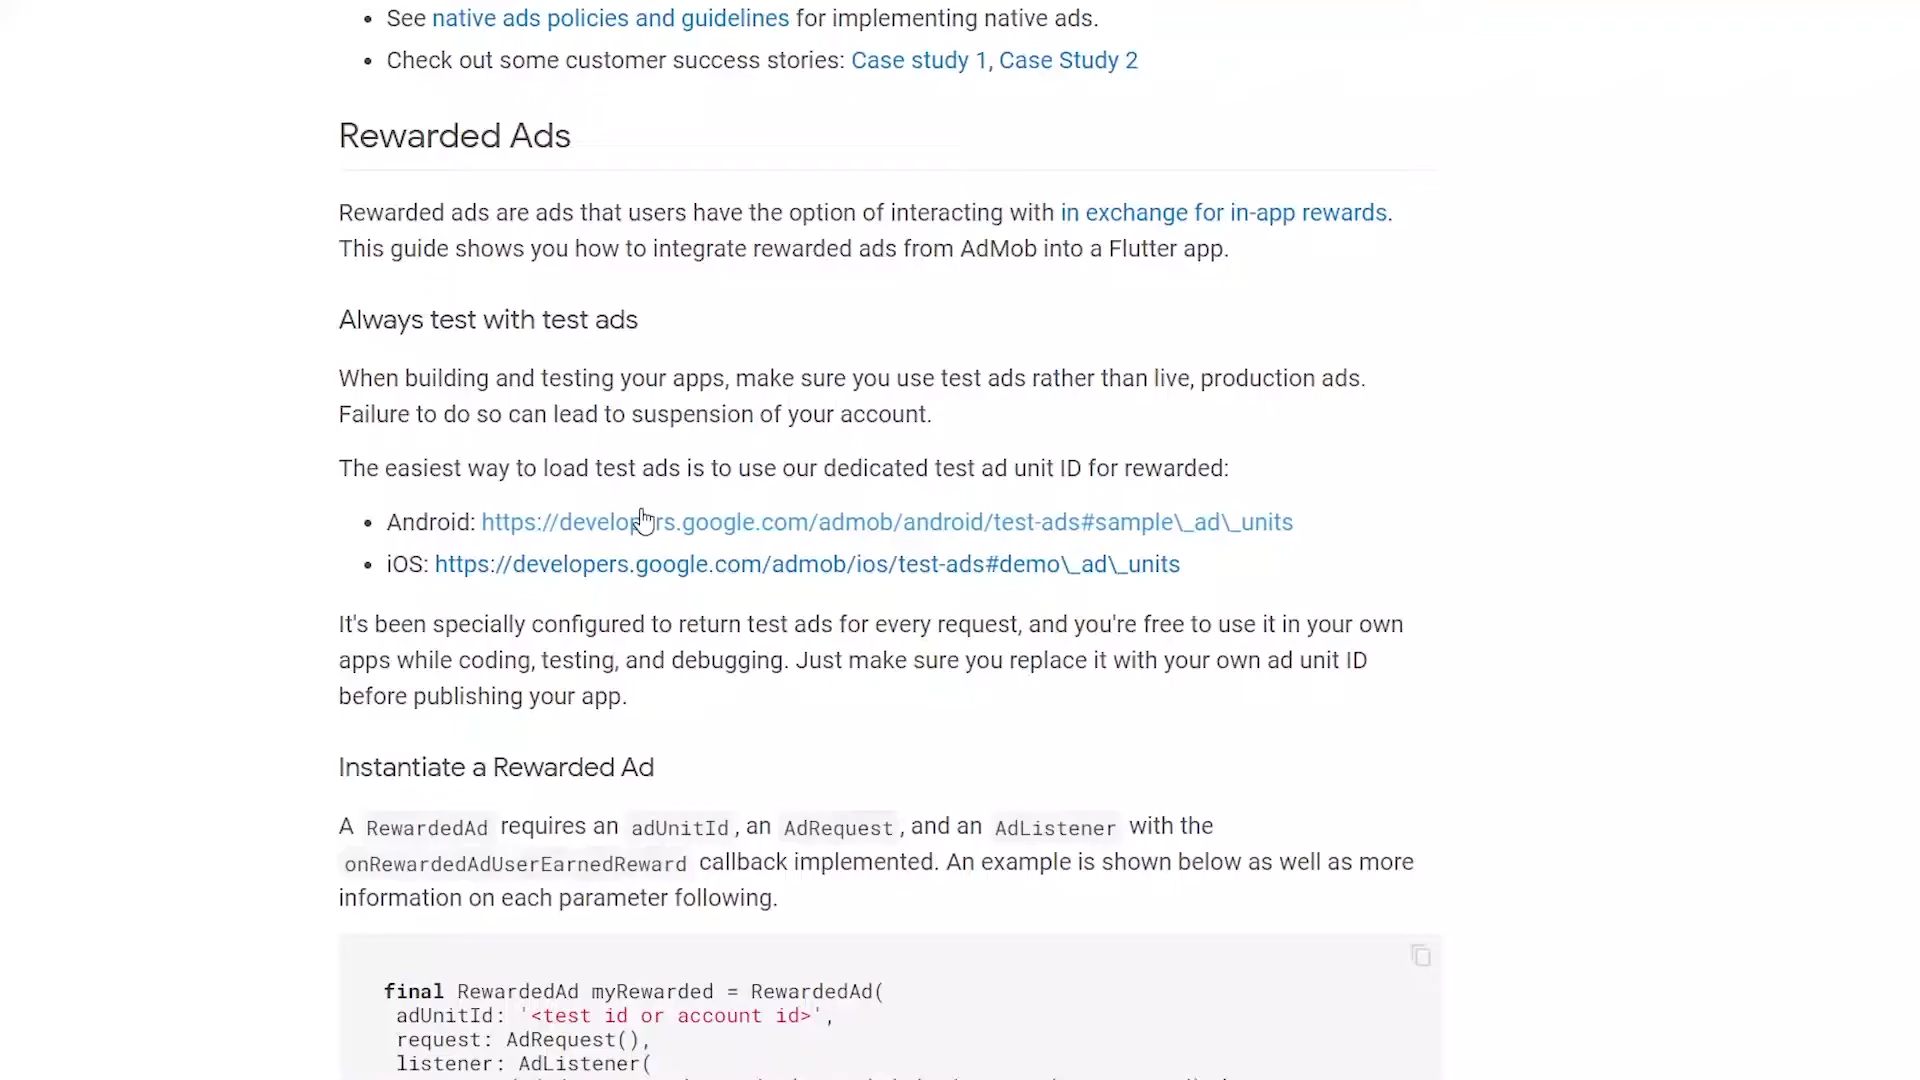 See native ads policies and guidelines for implementing native ads.
Check out some customer success stories: Case study 1, Case Study 2
Rewarded Ads
Rewarded ads are ads that users have the option of interacting with in exchange for in-app rewards.
This guide shows you how to integrate rewarded ads from AdMob into a Flutter app.
Always test with test ads
When building and testing your apps, make sure you use test ads rather than live, production ads.
Failure to do so can lead to suspension of your account.
The easiest way to load test ads is to use our dedicated test ad unit ID for rewarded:
Android: https://developers.google.com/admob/android/test-ads#sample\_ad\_units
iOS: https://developers.google.com/admob/ios/test-ads#demo\_ad\_units
It's been specially configured to return test ads for every request, and you're free to use it in your own
apps while coding, testing, and debugging. Just make sure you replace it with your own ad unit ID
before publishing your app.
Instantiate a Rewarded Ad
A RewardedAd requires an adUnitId, an AdRequest, and an AdListener with the
onRewardedAdUserEarnedReward callback implemented. An example is shown below as well as more
information on each parameter following.
final RewardedAd myRewarded = RewardedAd(
adUnitId: '<test id or account id>',
request: AdRequest(),
listener: AdListener(